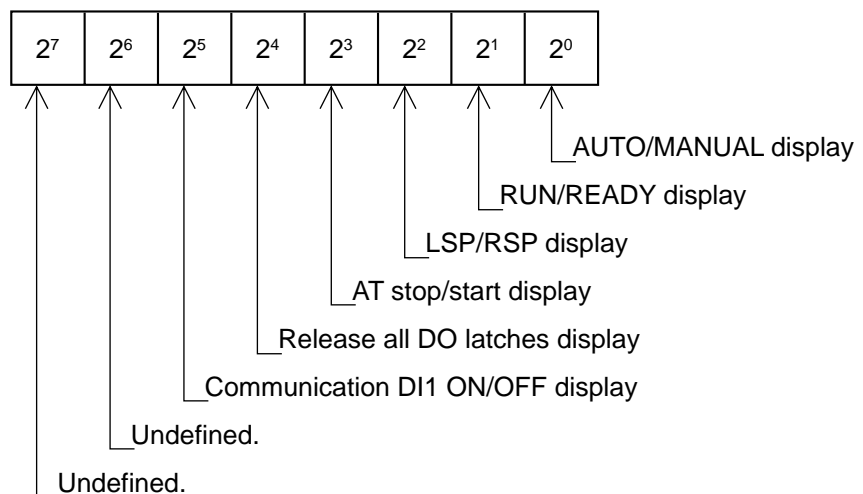 2⁷ 2⁶ 2⁵ 2⁴ 2³ 2² 2¹ 2⁰
AUTO/MANUAL display
RUN/READY display
LSP/RSP display
AT stop/start display
Release all DO latches display
Communication DI1 ON/OFF display
Undefined.
Undefined.